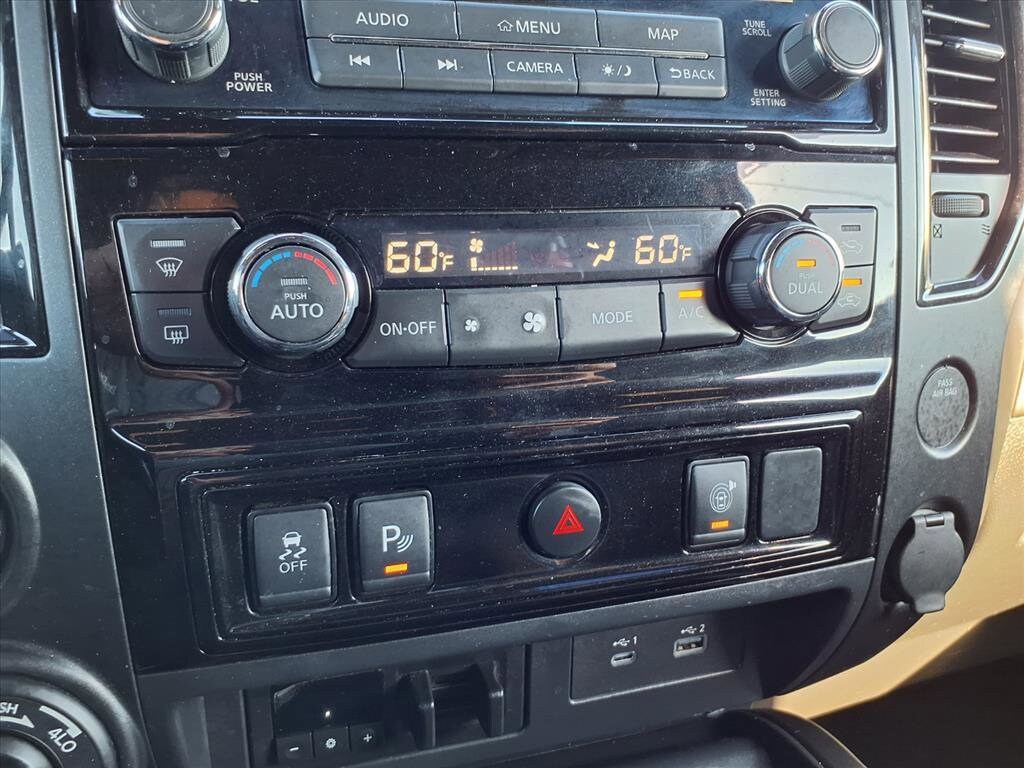 AUDIO
MENU
MAP
TUNE
SCROLL
CAMERA
BACK
PUSH
POWER
ENTER
SETTING
60°F
60°F
PUSH
AUTO
ON-OFF
MODE
A/C
PUSH
DUAL
PASS
AIR BAG
OFF
P
1
2
4LO
- +